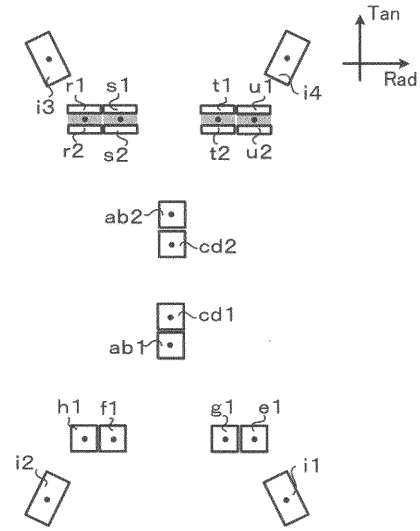 Tan
Rad
i3
r1 s1
t1 u1
i4
r2 s2
t2 u2
ab2
cd2
cd1
ab1
h1 f1
g1 e1
i2
i1